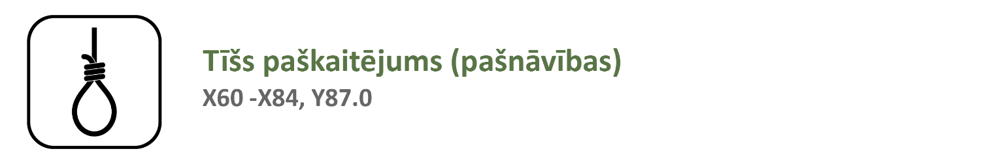 Tīšs paškaitējums (pašnāvības)
X60 -X84, Y87.0